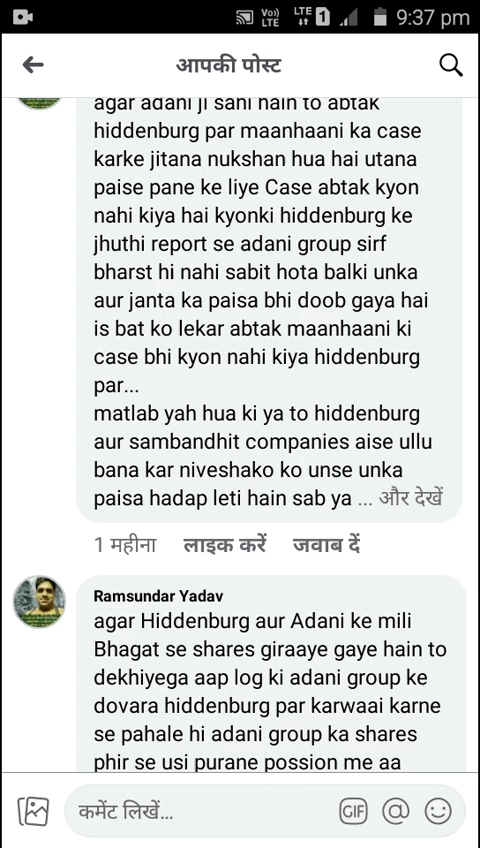 Vo))
LTE
LTE
1
9:37 pm
आपकी पोस्ट
agar adani ji sahi hain to abtak
hiddenburg par maanhaani ka case
karke jitana nukshan hua hai utana
paise pane ke liye Case abtak kyon
nahi kiya hai kyonki hiddenburg ke
jhuthi report se adani group sirf
bharst hi nahi sabit hota balki unka
aur janta ka paisa bhi doob gaya hai
is bat ko lekar abtak maanhaani ki
case bhi kyon nahi kiya hiddenburg
par...
matlab yah hua ki ya to hiddenburg
aur sambandhit companies aise ullu
bana kar niveshako ko unse unka
paisa hadap leti hain sab ya ... और देखें
1 महीना लाइक करें जवाब दें
Ramsundar Yadav
agar Hiddenburg aur Adani ke mili
Bhagat se shares giraaye gaye hain to
dekhiyega aap log ki adani group ke
dovara hiddenburg par karwaai karne
se pahale hi adani group ka shares
phir se usi purane possion me aa
कमेंट लिखें...
GIF